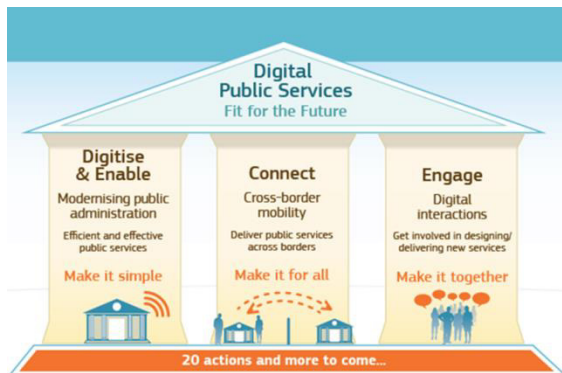 Digital
Public Services
Fit for the Future
Digitise
& Enable
Modernising public
administration
Efficient and effective
public services
Make it simple
Connect
Cross-border
mobility
Deliver public services
across borders
Make it for all
Engage
Digital
interactions
Get involved in designing/
delivering new services
Make it together
20 actions and more to come...